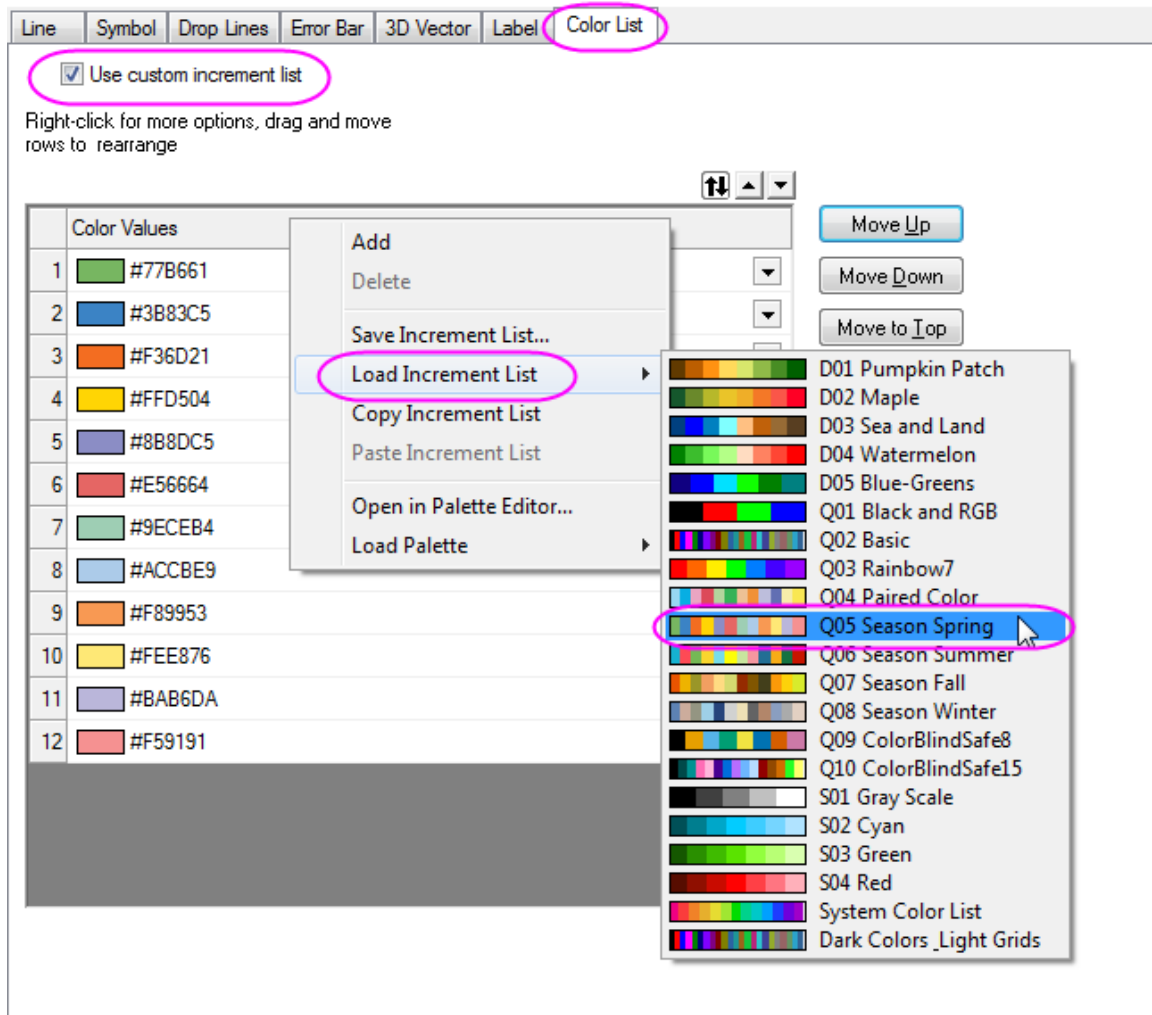 Line Symbol Drop Lines Error Bar 3D Vector Label Color List
Use custom increment list
Right-click for more options, drag and move
rows to rearrange
Color Values
1 #77B661
2 #3B83C5
3 #F36D21
4 #FFD504
5 #8B8DC5
6 #E56664
7 #9ECEB4
8 #ACCBE9
9 #F89953
10 #FEE876
11 #BAB6DA
12 #F59191
Add
Delete
Save Increment List...
Load Increment List
Copy Increment List
Paste Increment List
Open in Palette Editor...
Load Palette
Move Up
Move Down
Move to Top
D01 Pumpkin Patch
D02 Maple
D03 Sea and Land
D04 Watermelon
D05 Blue-Greens
Q01 Black and RGB
Q02 Basic
Q03 Rainbow7
Q04 Paired Color
Q05 Season Spring
Q06 Season Summer
Q07 Season Fall
Q08 Season Winter
Q09 ColorBlindSafe8
Q10 ColorBlindSafe15
S01 Gray Scale
S02 Cyan
S03 Green
S04 Red
System Color List
Dark Colors _Light Grids